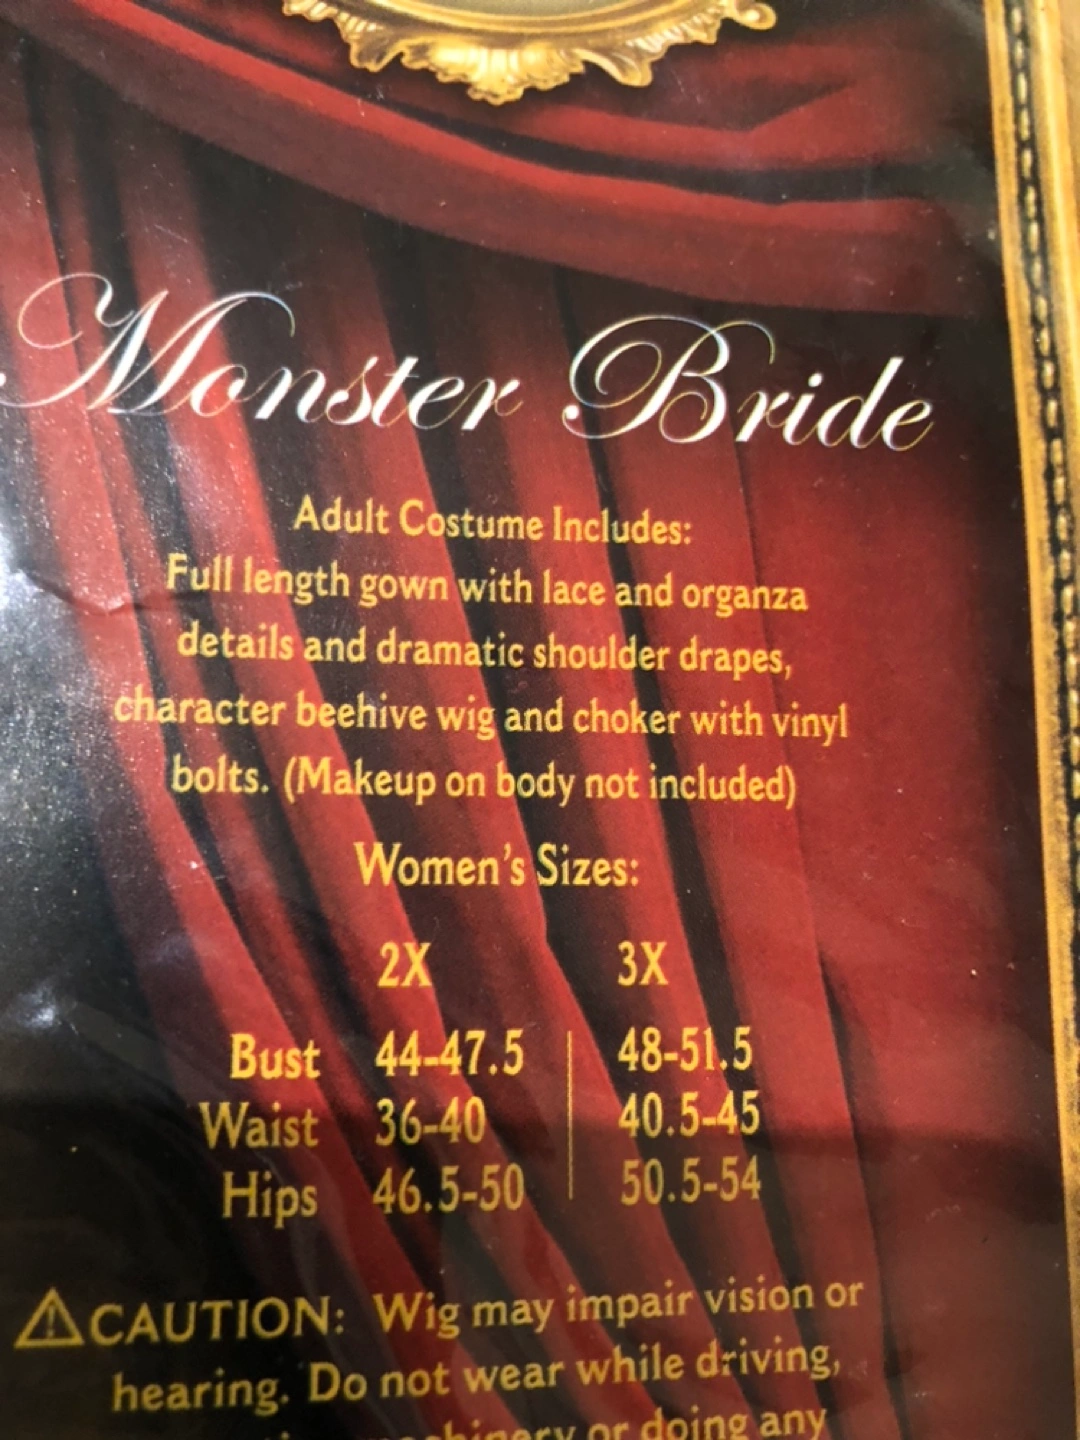 Monster Bride
Adult Costume Includes:
Full length gown with lace and organza
details and dramatic shoulder drapes,
character beehive wig and choker with vinyl
bolts. (Makeup on body not included)
Women's Sizes:
2X 3X
Bust 44-47.5 48-51.5
Waist 36-40 40.5-45
Hips 46.5-50 50.5-54
⚠CAUTION: Wig may impair vision or
hearing. Do not wear while driving,
or doing any